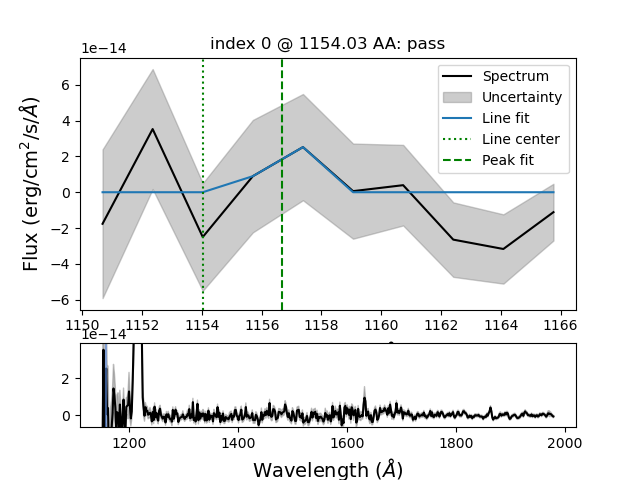 index 0 @ 1154.03 AA: pass
1e−14
Flux (erg/cm²/s/Å)
6
4
2
0
−2
−4
−6
Spectrum
Uncertainty
Line fit
Line center
Peak fit
1150 1152 1154 1156 1158 1160 1162 1164 1166
1e−14
2
0
1200 1400 1600 1800 2000
Wavelength (Å)